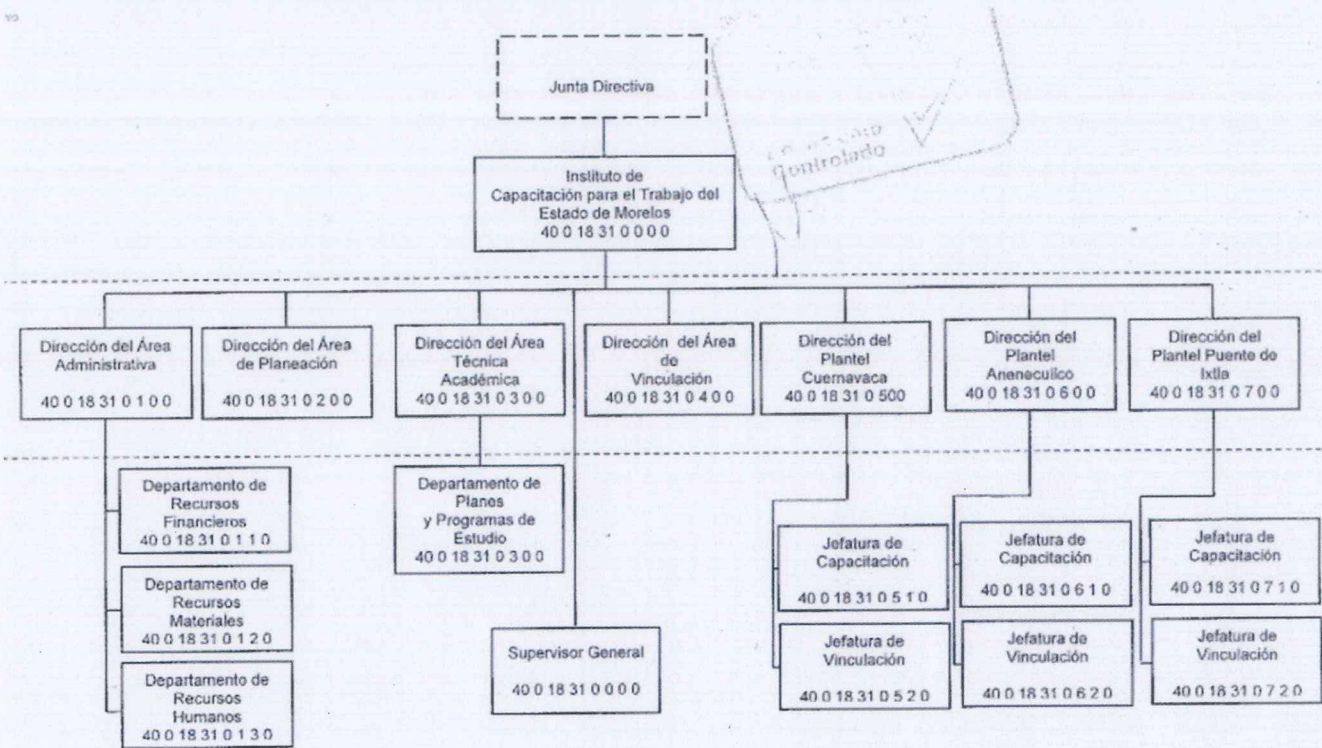 Junta Directiva
Controlado
Instituto de
Capacitación para el Trabajo del
Estado de Morelos
40 0 18 31 0 0 0 0
Dirección del Área
Administrativa
40 0 18 31 0 1 0 0
Dirección del Área
de Planeación
40 0 18 31 0 2 0 0
Dirección del Área
Técnica
Académica
40 0 18 31 0 3 0 0
Dirección del Área
de
Vinculación
40 0 18 31 0 4 0 0
Dirección del
Plantel
Cuernavaca
40 0 18 31 0 500
Dirección del
Plantel
Anenecuilco
40 0 18 31 0 6 0 0
Dirección del
Plantel Puente de
Ixtla
40 0 18 31 0 7 0 0
Departamento de
Recursos
Financieros
40 0 18 31 0 1 1 0
Departamento de
Recursos
Materiales
40 0 18 31 0 1 2 0
Departamento de
Recursos
Humanos
40 0 18 31 0 1 3 0
Departamento de
Planes
y Programas de
Estudio
40 0 18 31 0 3 0 0
Supervisor General
40 0 18 31 0 0 0 0
Jefatura de
Capacitación
40 0 18 31 0 5 1 0
Jefatura de
Vinculación
40 0 18 31 0 5 2 0
Jefatura de
Capacitación
40 0 18 31 0 6 1 0
Jefatura de
Vinculación
40 0 18 31 0 6 2 0
Jefatura de
Capacitación
40 0 18 31 0 7 1 0
Jefatura de
Vinculación
40 0 18 31 0 7 2 0